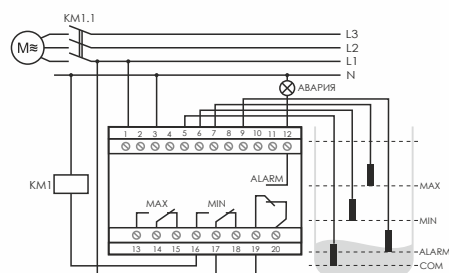 KM1.1
L3
L2
L1
N
M≋
АВАРИЯ
1 2 3 4 5 6 7 8 9 10 11 12
ALARM
KM1
MAX MIN
13 14 15 16 17 18 19 20
MAX
MIN
ALARM
COM